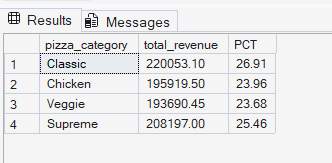 Results Messages
pizza_category total_revenue PCT
1 Classic 220053.10 26.91
2 Chicken 195919.50 23.96
3 Veggie 193690.45 23.68
4 Supreme 208197.00 25.46